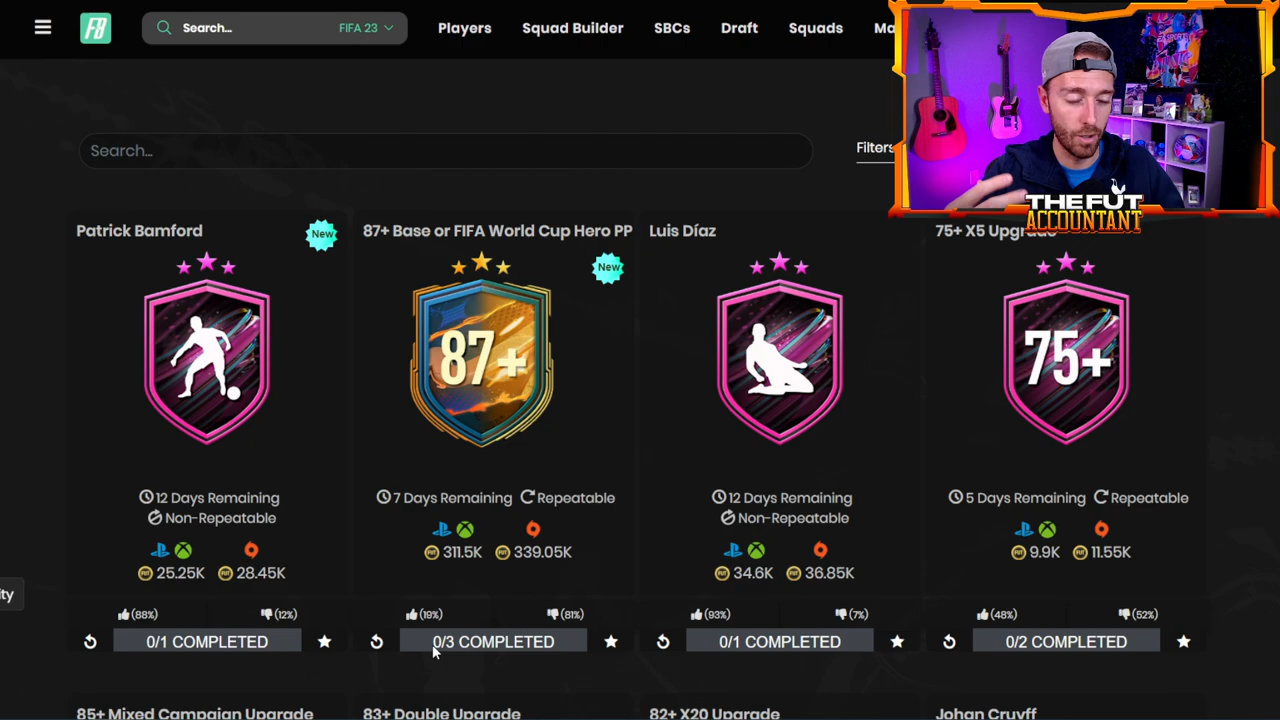 FB
Search...
FIFA 23
Players
Squad Builder
SBCs
Draft
Squads
Ma
Search...
Filters
THE FUT
ACCOUNTANT
Patrick Bamford
New
12 Days Remaining
Non-Repeatable
25.25K
28.45K
(88%)
(12%)
0/1 COMPLETED
87+ Base or FIFA World Cup Hero PP
New
87+
7 Days Remaining
Repeatable
FUT 311.5K
FUT 339.05K
(19%)
(81%)
0/3 COMPLETED
Luis Díaz
12 Days Remaining
Non-Repeatable
34.6K
36.85K
(93%)
(7%)
0/1 COMPLETED
75+ X5 Upgrade
75+
5 Days Remaining
Repeatable
9.9K
11.55K
(48%)
(52%)
0/2 COMPLETED
ity
85+ Mixed Campaign Upgrade
83+ Double Upgrade
82+ X20 Upgrade
Johan Cruyff